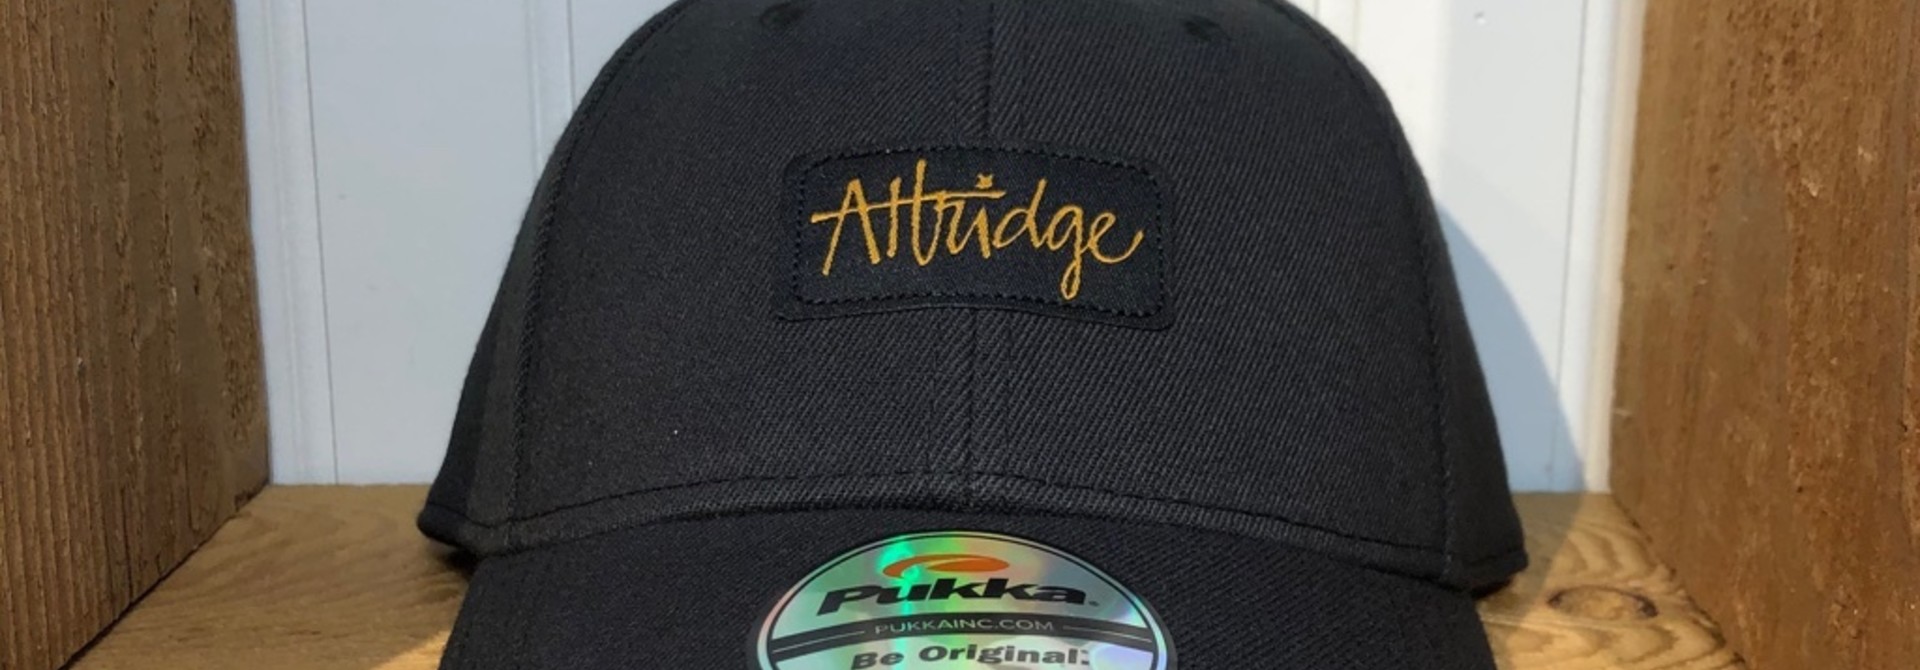 Attridge
Pukka
PUKKAINC.COM
Be Original